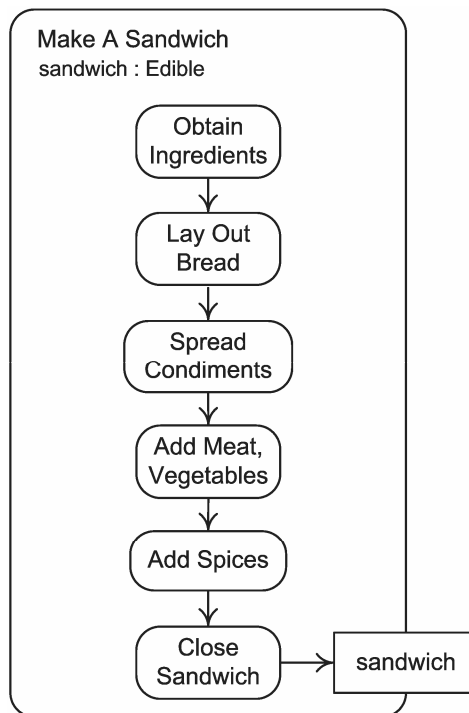 Make A Sandwich
sandwich : Edible
Obtain
Ingredients
Lay Out
Bread
Spread
Condiments
Add Meat,
Vegetables
Add Spices
Close
Sandwich
sandwich